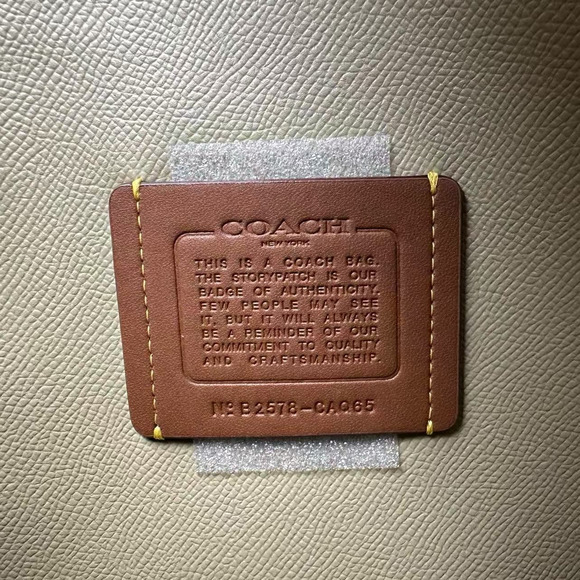 COACH
NEW YORK
THIS IS A COACH BAG.
THE STORYPATCH IS OUR
BADGE OF AUTHENTICITY.
FEW PEOPLE MAY SEE
IT, BUT IT WILL ALWAYS
BE A REMINDER OF OUR
COMMITMENT TO QUALITY
AND CRAFTSMANSHIP.
Nº B2578-CAQ65